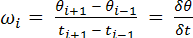 ωᵢ = (θᵢ₊₁ − θᵢ₋₁) / (tᵢ₊₁ − tᵢ₋₁) = δθ / δt